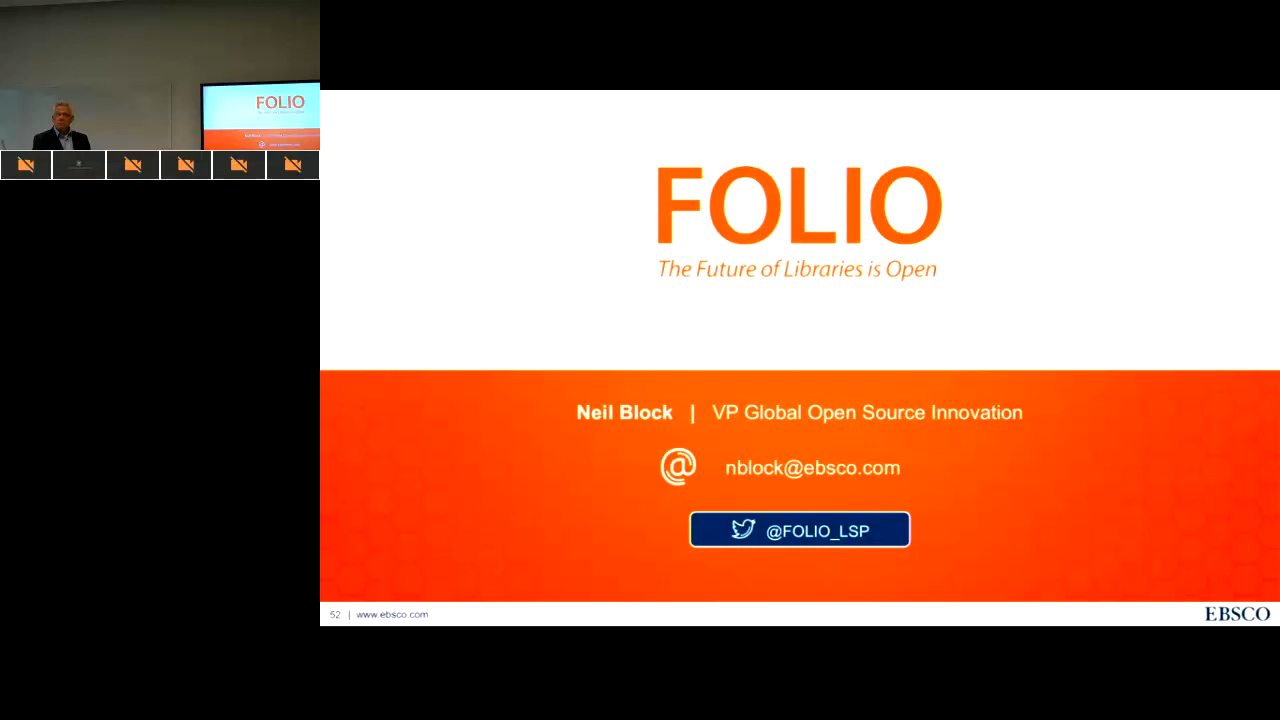 FOLIO
FOLIO
The Future of Libraries is Open
Neil Block | VP Global Open Source Innovation
@ nblock@ebsco.com
@FOLIO_LSP
52 | www.ebsco.com
EBSCO